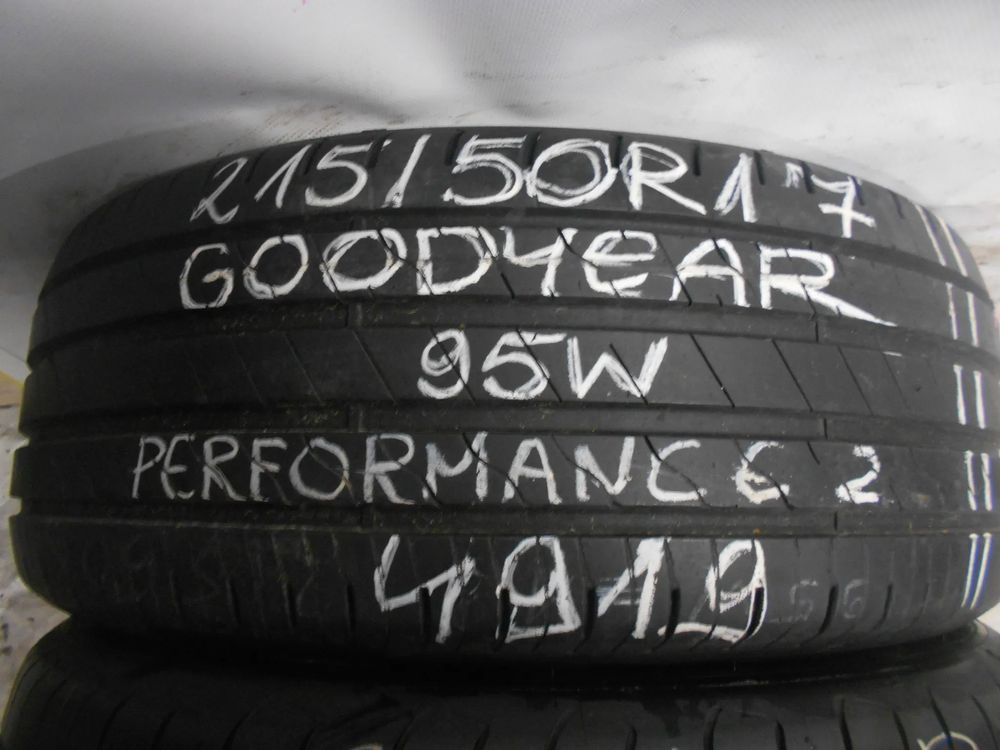 215/50R17
GOODYEAR
95W
PERFORMANCE 2
4919